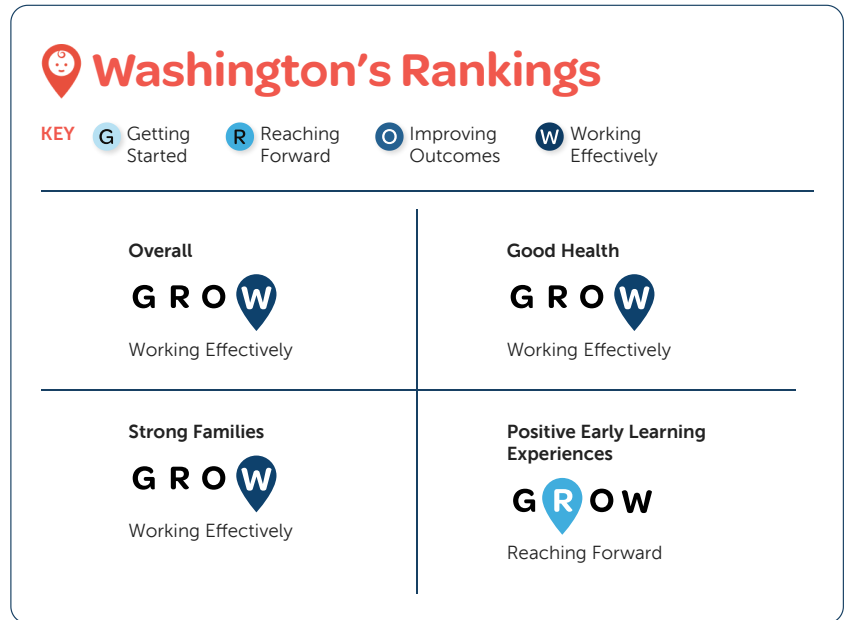 Washington's Rankings
KEY G Getting Started R Reaching Forward O Improving Outcomes W Working Effectively
Overall
G R O W
Working Effectively
Good Health
G R O W
Working Effectively
Strong Families
G R O W
Working Effectively
Positive Early Learning
Experiences
G R O W
Reaching Forward